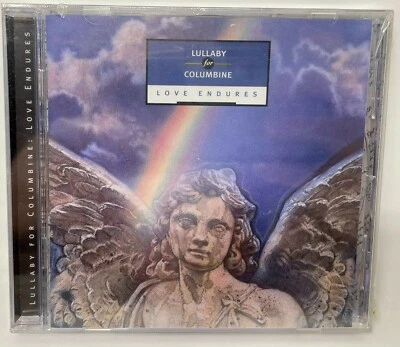 LULLABY
for
COLUMBINE
LOVE ENDURES
LULLABY FOR COLUMBINE: LOVE ENDURES